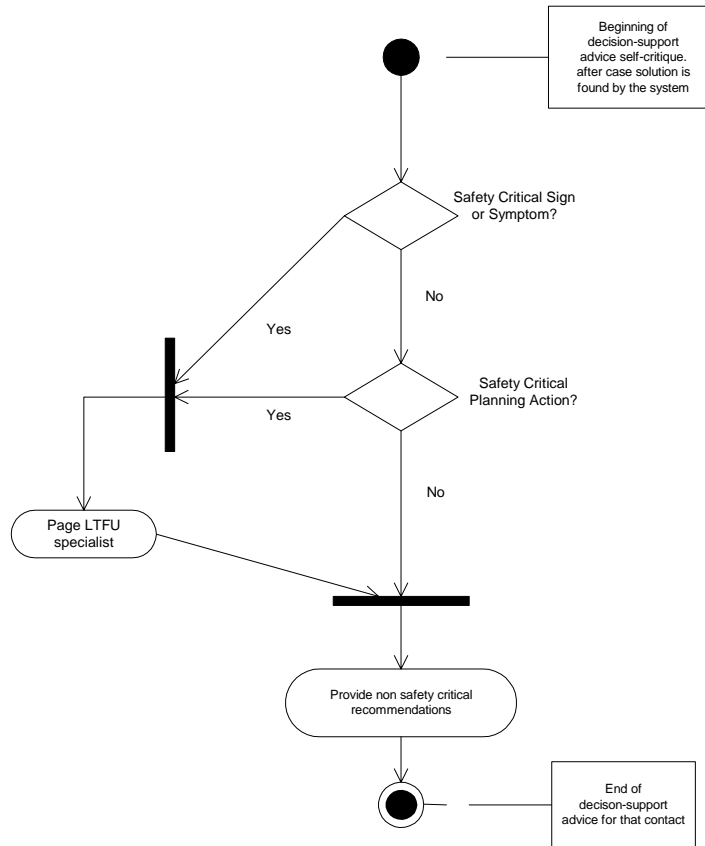 Beginning of
decision-support
advice self-critique.
after case solution is
found by the system
Safety Critical Sign
or Symptom?
No
Yes
Safety Critical
Planning Action?
Yes
No
Page LTFU
specialist
Provide non safety critical
recommendations
End of
decison-support
advice for that contact